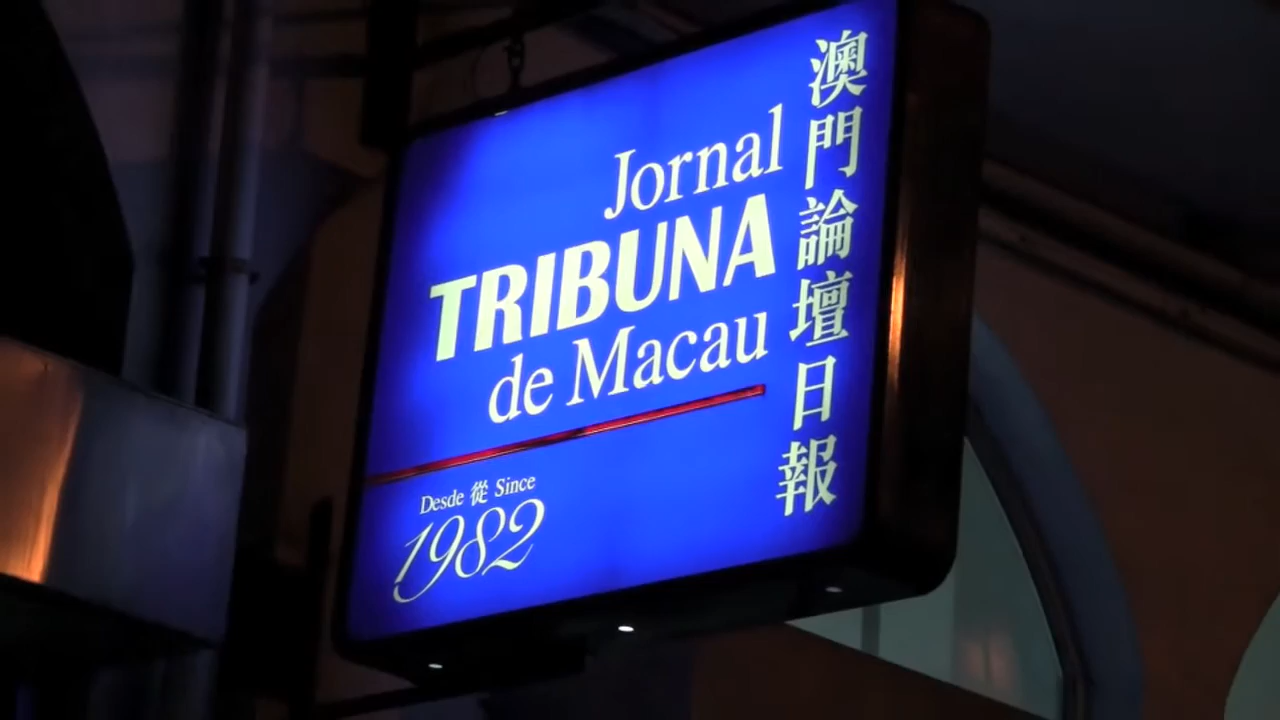 Jornal
TRIBUNA
de Macau
Desde 從 Since
1982
澳門論壇日報